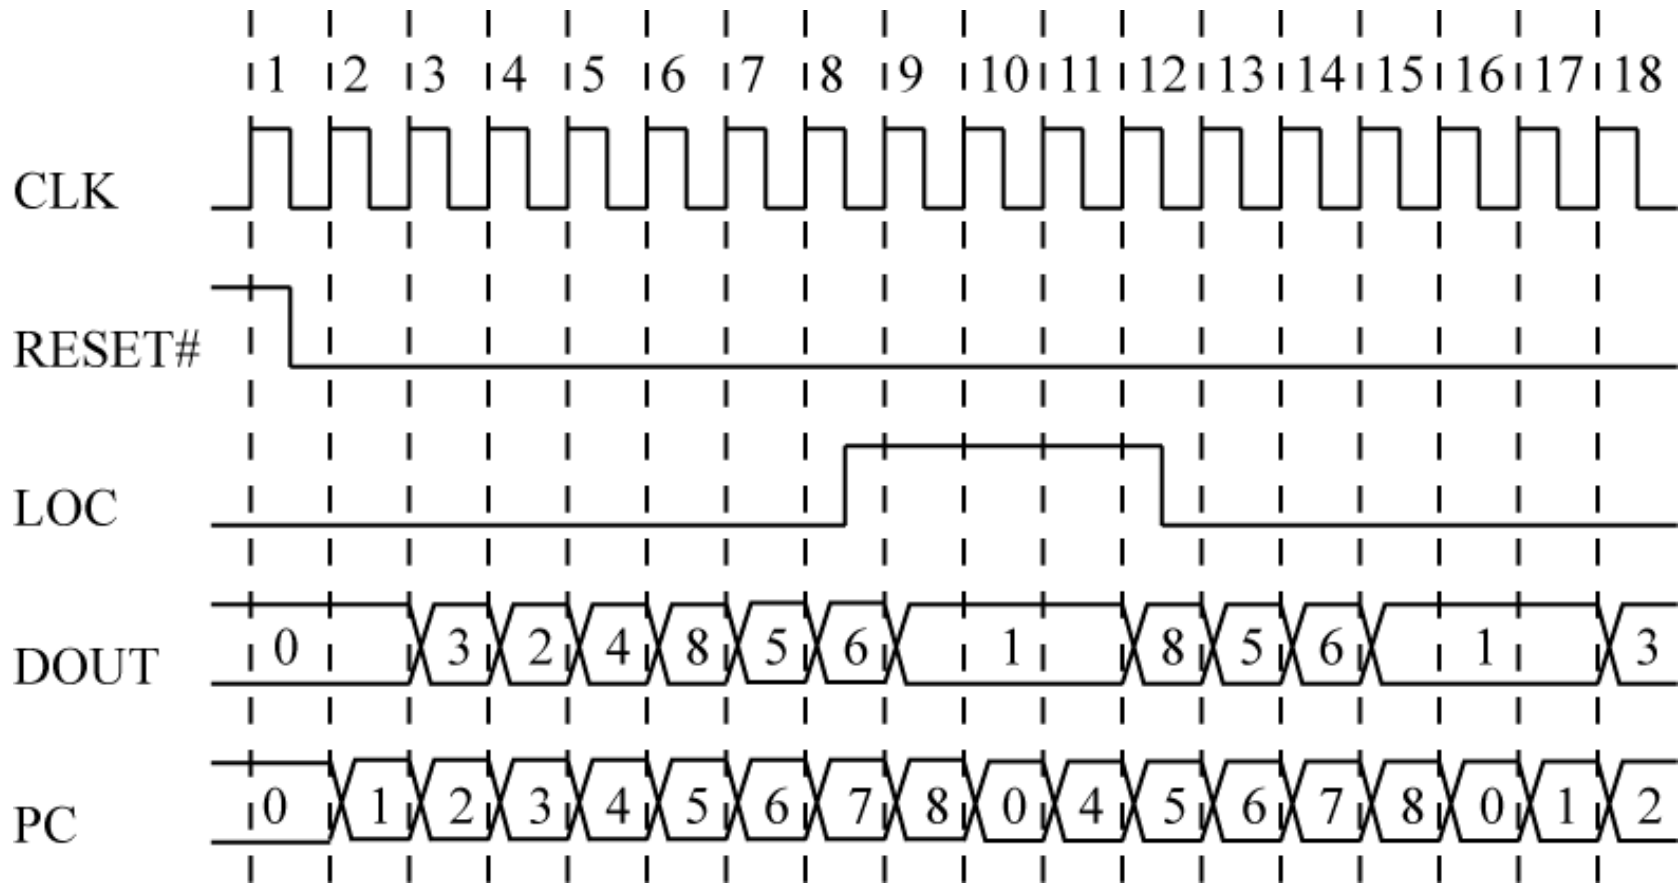 1 2 3 4 5 6 7 8 9 10 11 12 13 14 15 16 17 18
CLK
RESET#
LOC
DOUT 0 3 2 4 8 5 6 1 8 5 6 1 3
PC 0 1 2 3 4 5 6 7 8 0 4 5 6 7 8 0 1 2